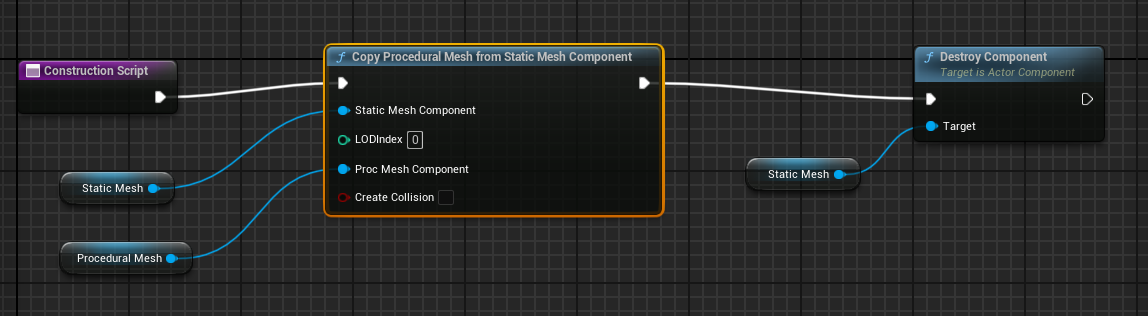 Construction Script
Copy Procedural Mesh from Static Mesh Component
Static Mesh Component
LODIndex 0
Proc Mesh Component
Create Collision
Static Mesh
Procedural Mesh
Destroy Component
Target is Actor Component
Target
Static Mesh